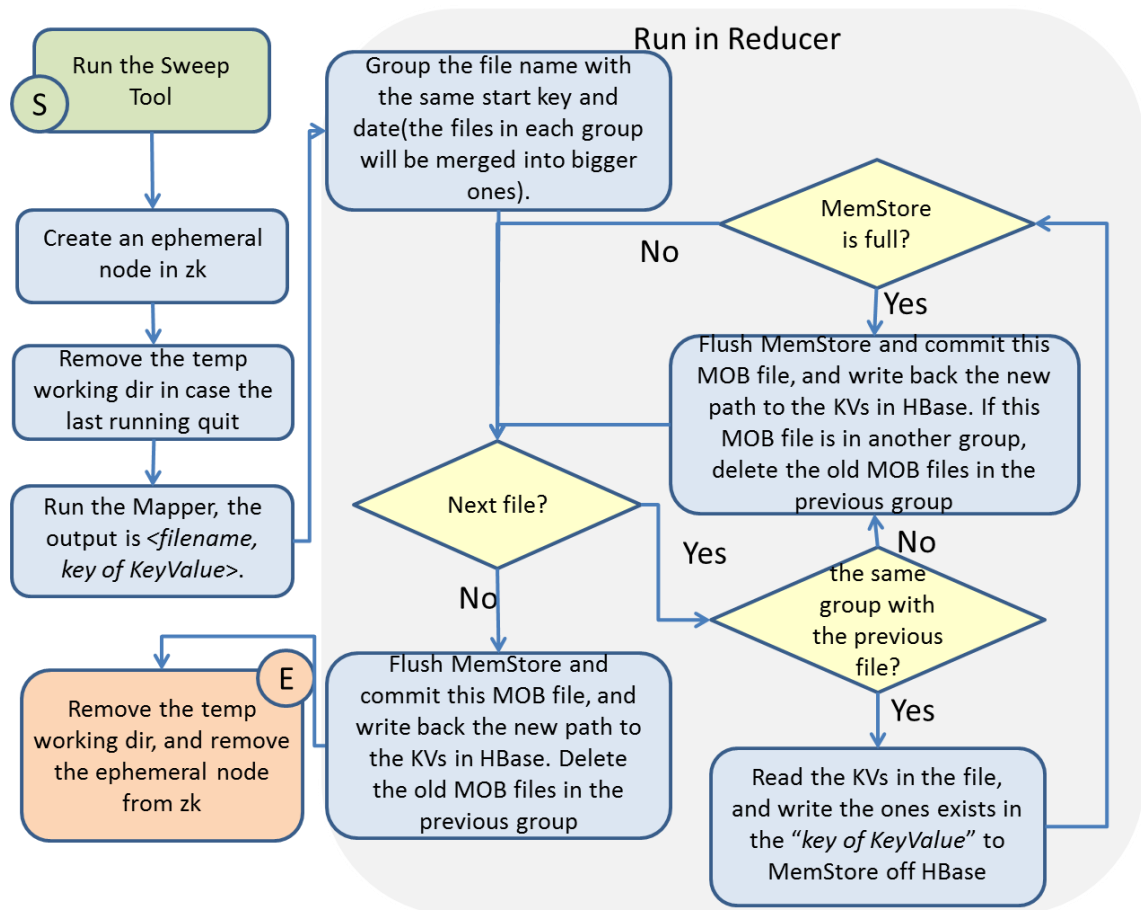 Run the Sweep
Tool
S
Create an ephemeral
node in zk
Remove the temp
working dir in case the
last running quit
Run the Mapper, the
output is <filename,
key of KeyValue>.
Run in Reducer
Group the file name with
the same start key and
date(the files in each group
will be merged into bigger
ones).
MemStore
is full?
No
Yes
Flush MemStore and commit this
MOB file, and write back the new
path to the KVs in HBase. If this
MOB file is in another group,
delete the old MOB files in the
previous group
Next file?
Yes
No
No
the same
group with
the previous
file?
Yes
Read the KVs in the file,
and write the ones exists in
the “key of KeyValue” to
MemStore off HBase
Flush MemStore and
commit this MOB file, and
write back the new path to
the KVs in HBase. Delete
the old MOB files in the
previous group
E
Remove the temp
working dir, and remove
the ephemeral node
from zk